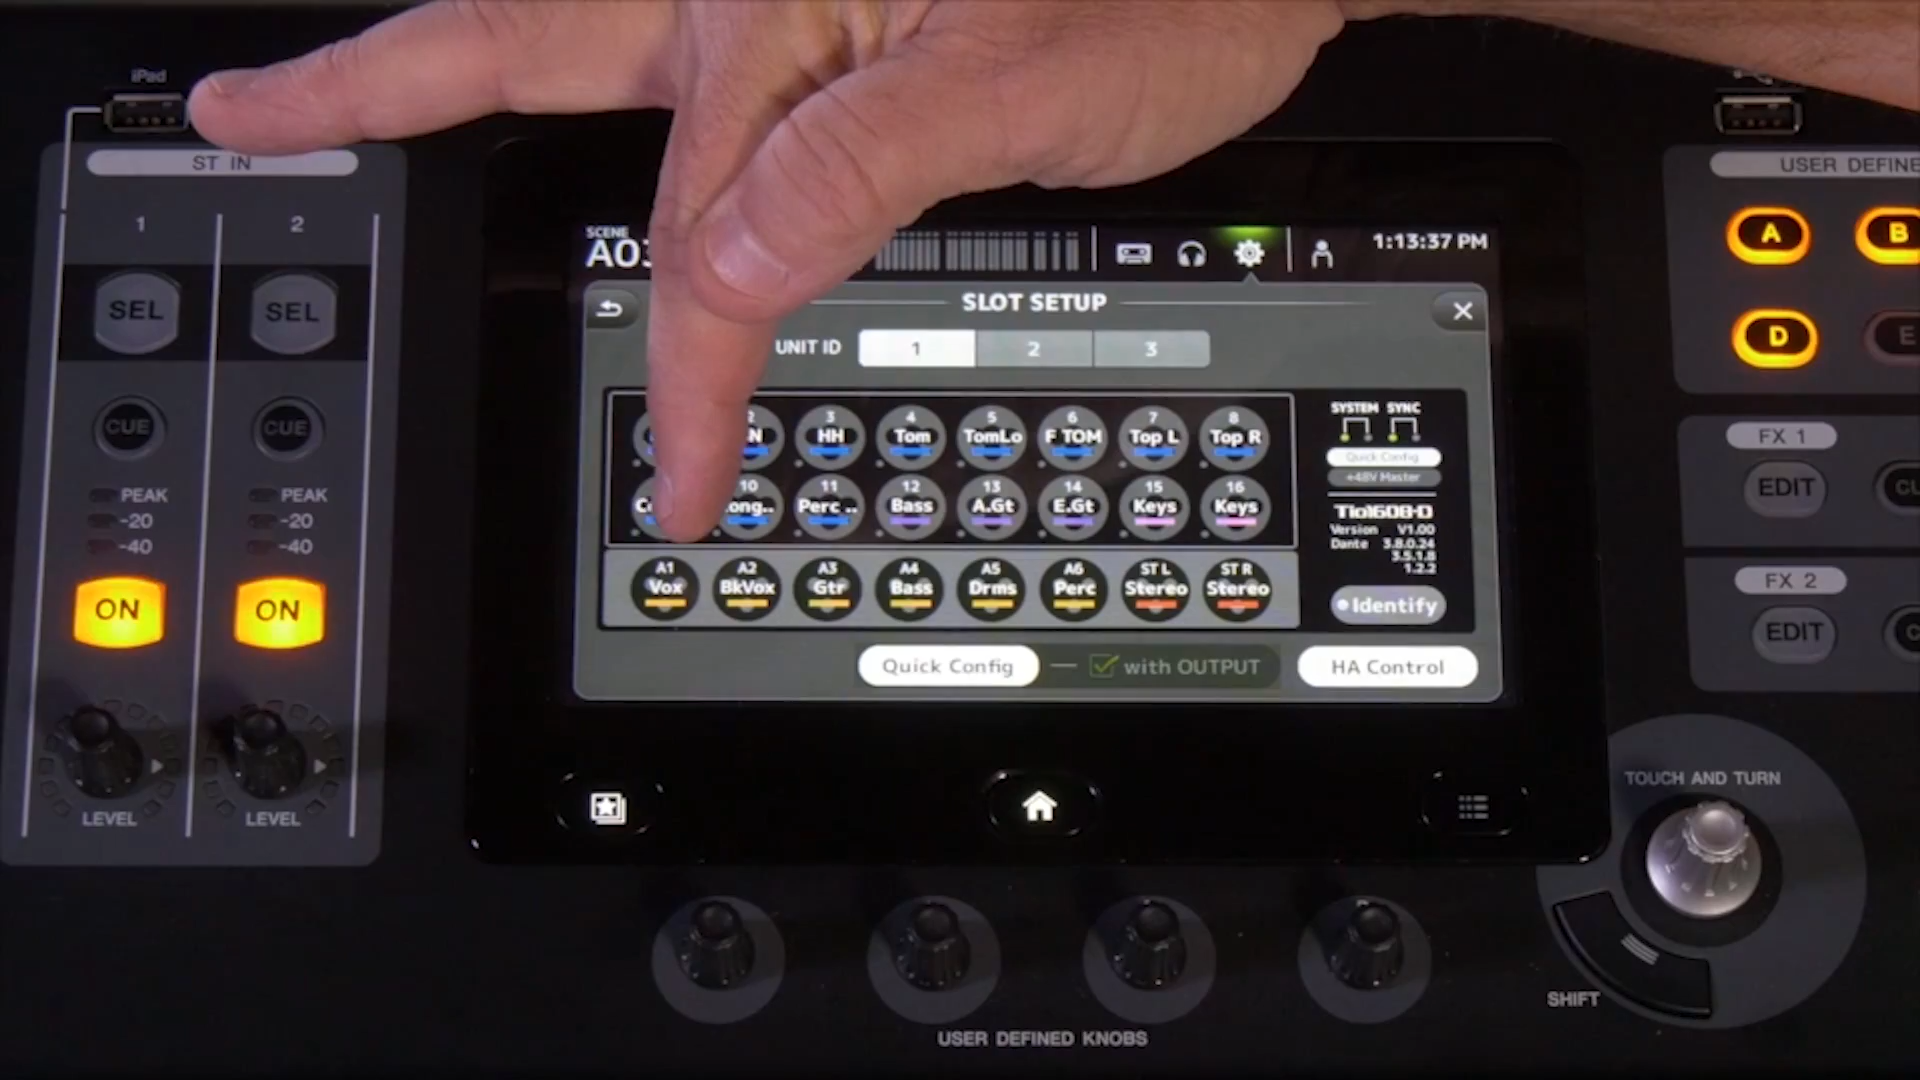 iPad
ST IN
USER DEFINE
1 2
SEL SEL
CUE CUE
PEAK PEAK
-20 -20
-40 -40
ON ON
LEVEL LEVEL
SCENE
1:13:37 PM
SLOT SETUP
UNIT ID 1 2 3
3 4 5 6 7 8
HH Tom TomLo F TOM Top L Top R
10 11 12 13 14 15 16
Perc .. Bass A.Gt E.Gt Keys Keys
A1 A2 A3 A4 A5 A6 ST L ST R
Vox BkVox Gtr Bass Drms Perc Stereo Stereo
SYSTEM SYNC
Quick Config
+48V Master
Tio1608-D
Version V1.00
Dante 3.8.0.24
3.5.1.8
1.2.2
Identify
Quick Config with OUTPUT HA Control
A B
D E
FX 1
EDIT
FX 2
EDIT
TOUCH AND TURN
SHIFT
USER DEFINED KNOBS